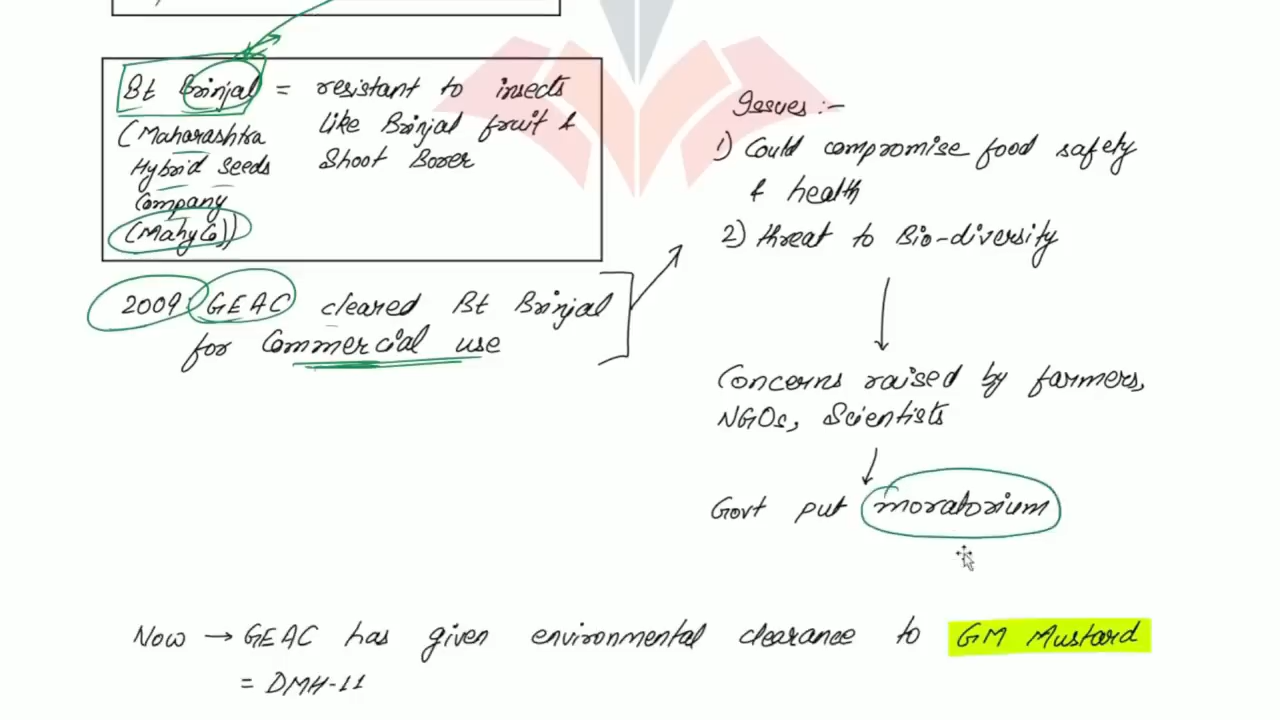 Bt Brinjal = resistant to insects
(Maharashtra like Brinjal fruit &
Hybrid Seeds Shoot Borer
Company
(MahyCo))
2009: GEAC cleared Bt Brinjal
for Commercial use
Issues :-
1) Could compromise food safety
& health
2) threat to Bio-diversity
Concerns raised by farmers,
NGOs, Scientists
Govt put moratorium
Now → GEAC has given environmental clearance to GM Mustard
= DMH-11